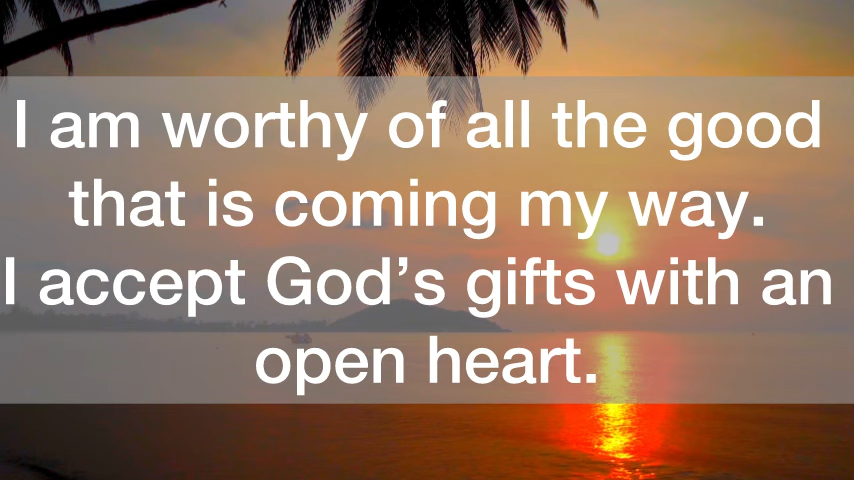 I am worthy of all the good
that is coming my way.
I accept God’s gifts with an
open heart.